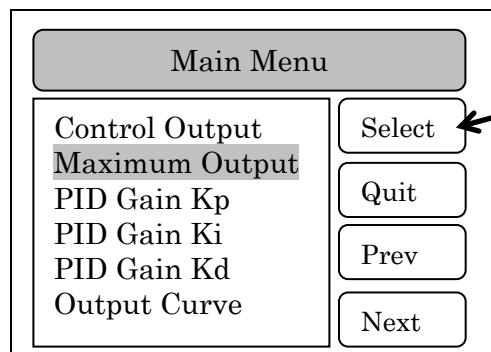 Main Menu
Control Output
Maximum Output
PID Gain Kp
PID Gain Ki
PID Gain Kd
Output Curve
Select
Quit
Prev
Next